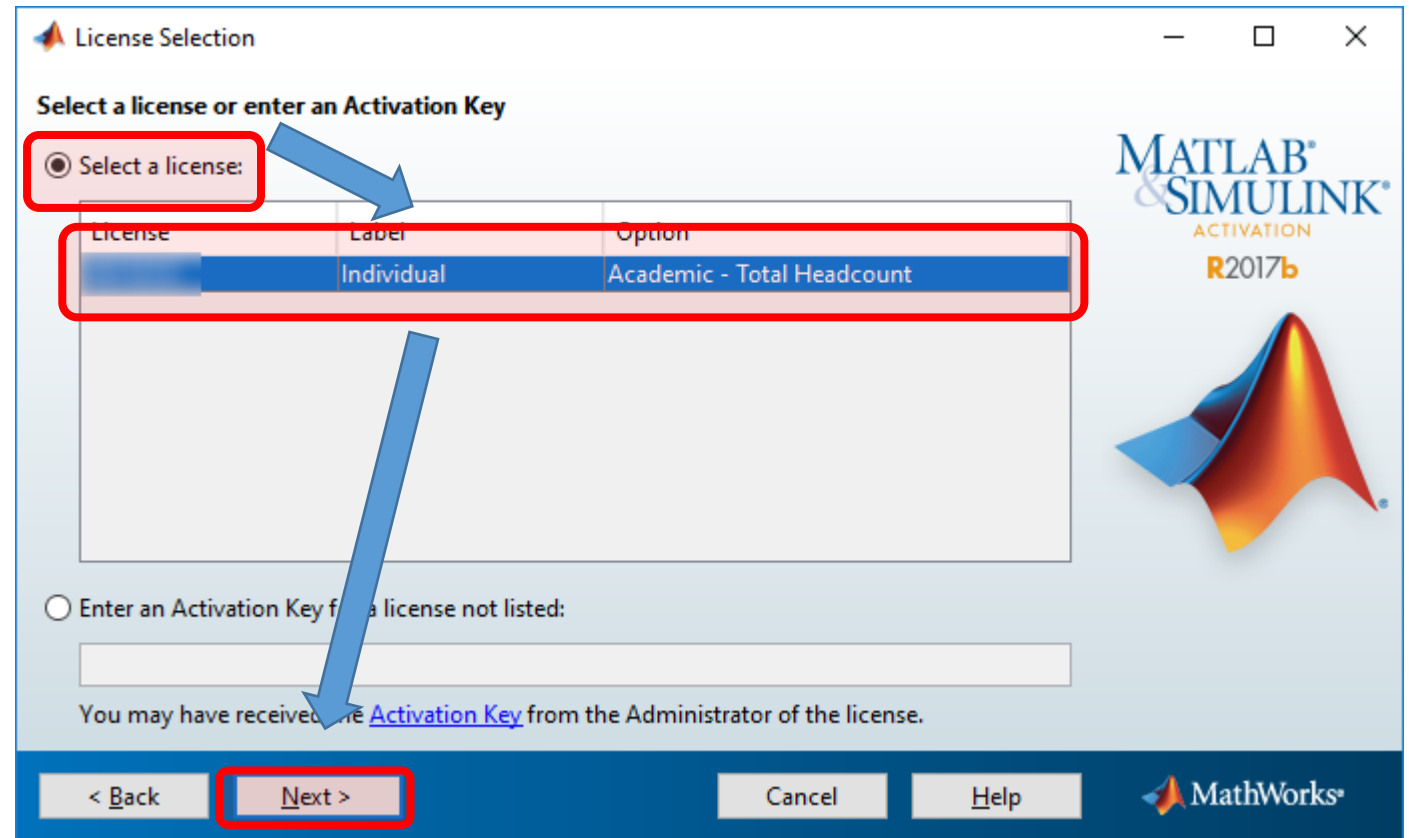 License Selection
Select a license or enter an Activation Key
Select a license:
License Label Option
Individual Academic - Total Headcount
Enter an Activation Key a license not listed:
You may have received Activation Key from the Administrator of the license.
< Back Next > Cancel Help
MATLAB®
&SIMULINK®
ACTIVATION
R2017b
MathWorks®